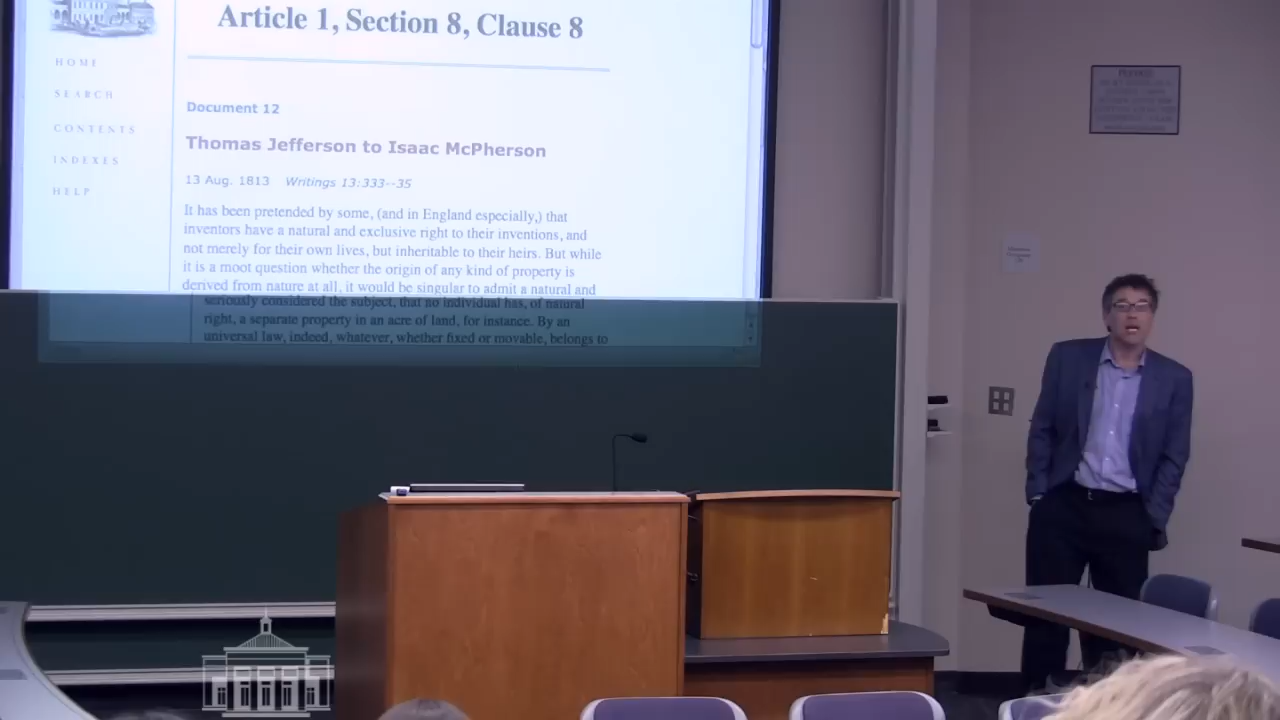 Article 1, Section 8, Clause 8
HOME
SEARCH
CONTENTS
INDEXES
HELP
Document 12
Thomas Jefferson to Isaac McPherson
13 Aug. 1813 Writings 13:333--35
It has been pretended by some, (and in England especially,) that
inventors have a natural and exclusive right to their inventions, and
not merely for their own lives, but inheritable to their heirs. But while
it is a moot question whether the origin of any kind of property is
derived from nature at all, it would be singular to admit a natural and
seriously considered the subject, that no individual has, of natural
right, a separate property in an acre of land, for instance. By an
universal law, indeed, whatever, whether fixed or movable, belongs to